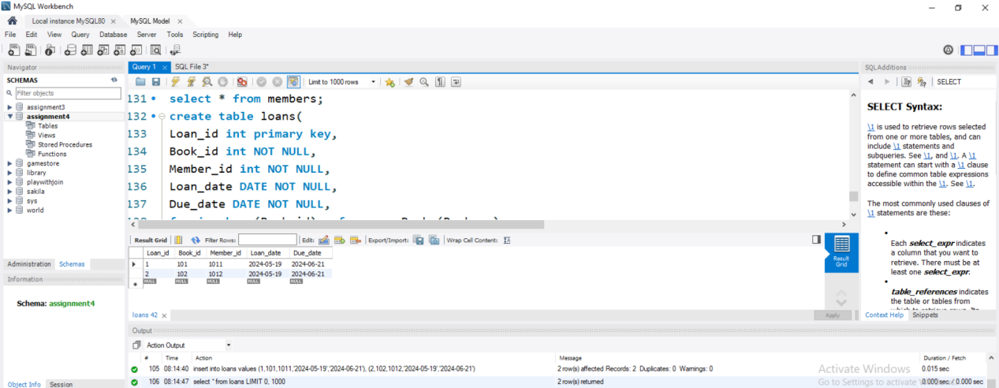 MySQL Workbench
Local instance MySQL80 × MySQL Model ×
File Edit View Query Database Server Tools Scripting Help
Navigator
SCHEMAS
Filter objects
assignment3
assignment4
Tables
Views
Stored Procedures
Functions
gamestore
library
playwithjoin
sakila
sys
world
Administration Schemas
Information
Schema: assignment4
Object Info Session
Query 1 × SQL File 3*
Limit to 1000 rows
131 select * from members;
132 create table loans(
133 Loan_id int primary key,
134 Book_id int NOT NULL,
135 Member_id int NOT NULL,
136 Loan_date DATE NOT NULL,
137 Due_date DATE NOT NULL,
Result Grid Filter Rows: Edit: Export/Import: Wrap Cell Content:
Loan_id Book_id Member_id Loan_date Due_date
1 101 1011 2024-05-19 2024-06-21
2 102 1012 2024-05-19 2024-06-21
NULL NULL NULL NULL NULL
Result
Grid
loans 42 ×
Apply
Output
Action Output
# Time Action Message Duration / Fetch
105 08:14:40 insert into loans values (1,101,1011,'2024-05-19','2024-06-21'), (2,102,1012,'2024-05-19','2024-06-21') 2 row(s) affected Records: 2 Duplicates: 0 Warnings: 0 0.015 sec
106 08:14:47 select * from loans LIMIT 0, 1000 2 row(s) returned 0.000 sec / 0.000 sec
SQLAdditions
SELECT
SELECT Syntax:
\1 is used to retrieve rows selected
from one or more tables, and can
include \1 statements and
subqueries. See \1, and \1. A \1
statement can start with a \1 clause
to define common table expressions
accessible within the \1. See \1.
The most commonly used clauses of
\1 statements are these:
•
Each select_expr indicates
a column that you want to
retrieve. There must be at
least one select_expr.
•
table_references indicates
the table or tables from
Context Help Snippets
Activate Windows
Go to Settings to activate